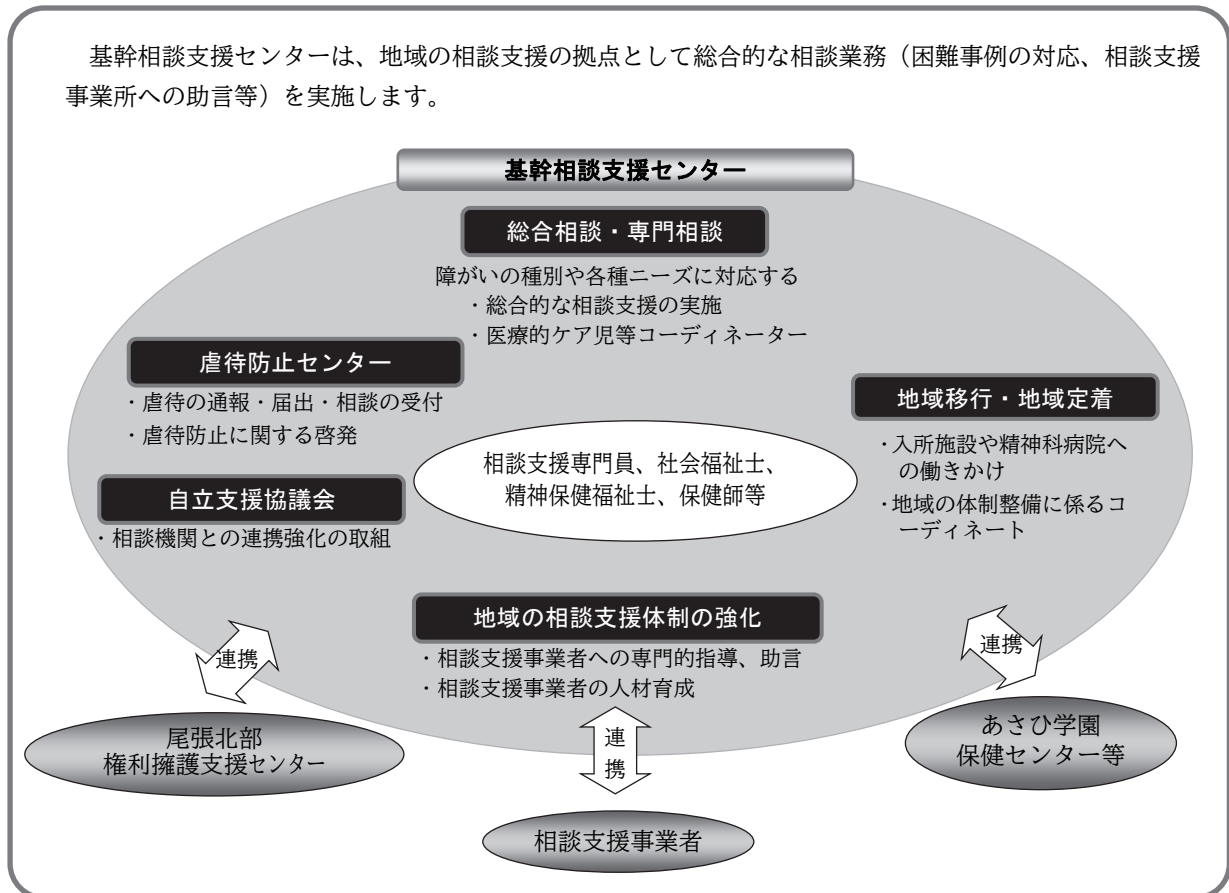 基幹相談支援センターは、地域の相談支援の拠点として総合的な相談業務（困難事例の対応、相談支援
事業所への助言等）を実施します。
基幹相談支援センター
総合相談・専門相談
障がいの種別や各種ニーズに対応する
・総合的な相談支援の実施
・医療的ケア児等コーディネーター
虐待防止センター
・虐待の通報・届出・相談の受付
・虐待防止に関する啓発
自立支援協議会
・相談機関との連携強化の取組
相談支援専門員、社会福祉士、
精神保健福祉士、保健師等
地域移行・地域定着
・入所施設や精神科病院へ
の働きかけ
・地域の体制整備に係るコ
ーディネート
地域の相談支援体制の強化
・相談支援事業者への専門的指導、助言
・相談支援事業者の人材育成
連携
尾張北部
権利擁護支援センター
連
携
相談支援事業者
連携
あさひ学園
保健センター等